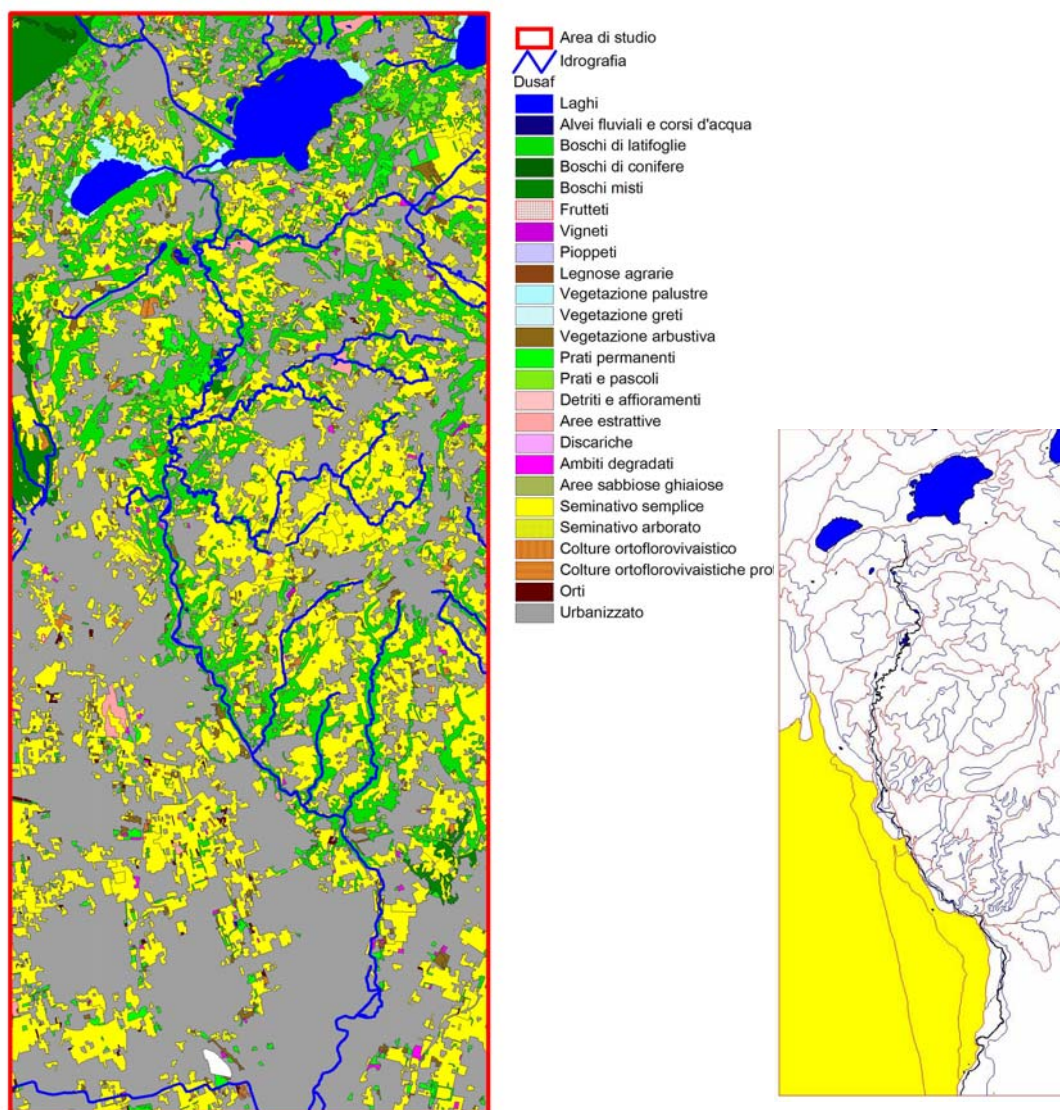 Area di studio
Idrografia
Dusaf
Laghi
Alvei fluviali e corsi d'acqua
Boschi di latifoglie
Boschi di conifere
Boschi misti
Frutteti
Vigneti
Pioppeti
Legnose agrarie
Vegetazione palustre
Vegetazione greti
Vegetazione arbustiva
Prati permanenti
Prati e pascoli
Detriti e affioramenti
Aree estrattive
Discariche
Ambiti degradati
Aree sabbiose ghiaiose
Seminativo semplice
Seminativo arborato
Colture ortoflorovivaistico
Colture ortoflorovivaistiche pro
Orti
Urbanizzato